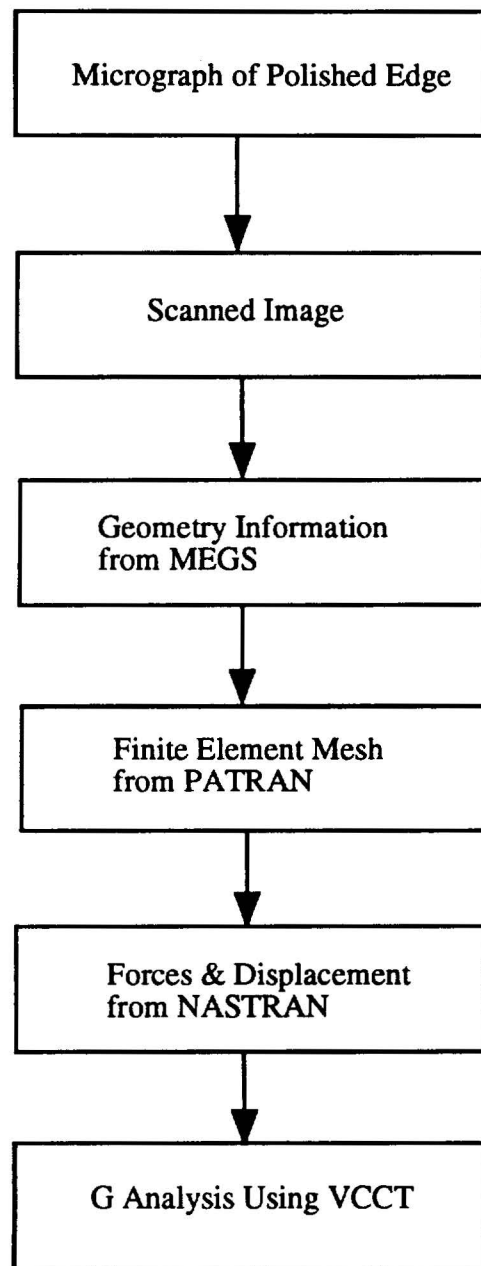 Micrograph of Polished Edge
Scanned Image
Geometry Information
from MEGS
Finite Element Mesh
from PATRAN
Forces & Displacement
from NASTRAN
G Analysis Using VCCT